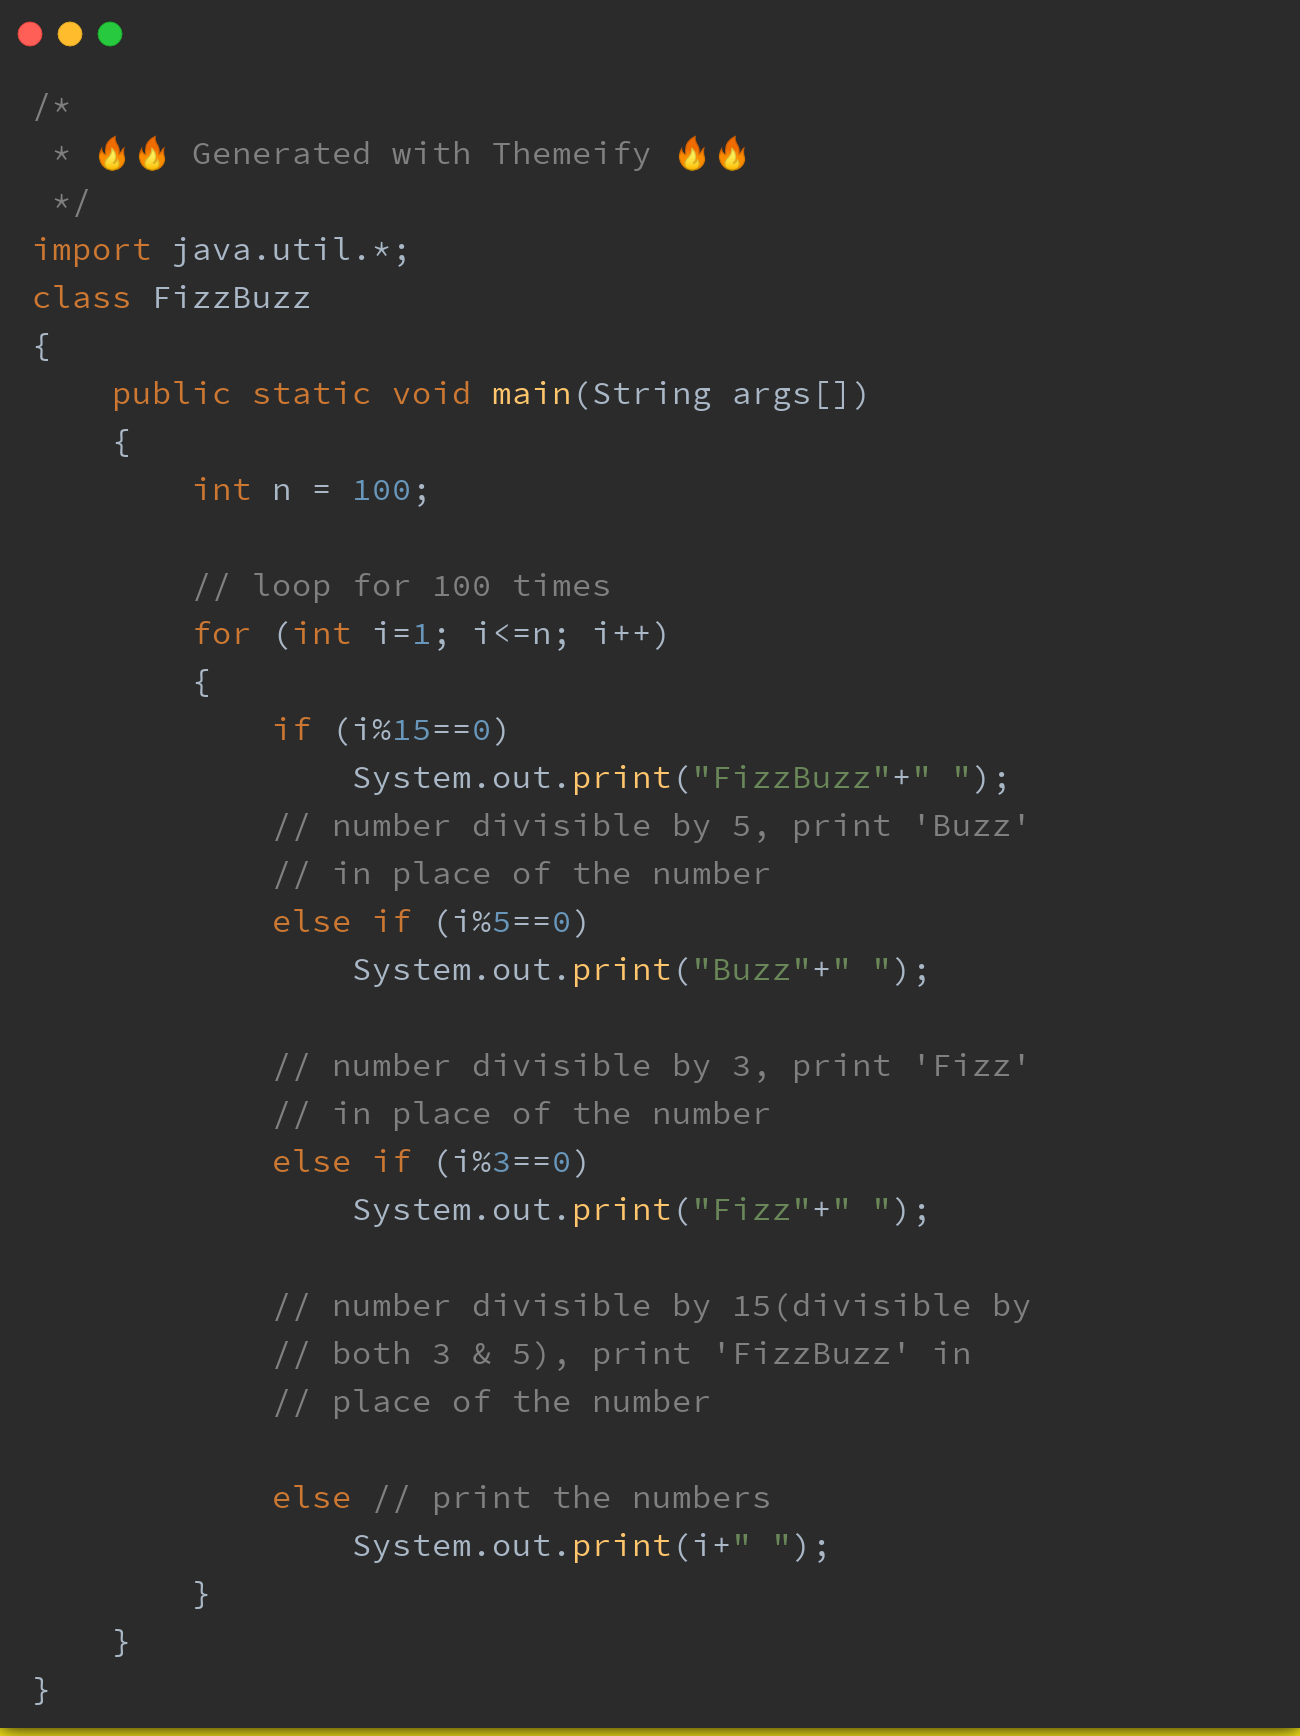 /*
 * 🔥🔥 Generated with Themeify 🔥🔥
 */
import java.util.*;
class FizzBuzz
{
    public static void main(String args[])
    {
        int n = 100;

        // loop for 100 times
        for (int i=1; i<=n; i++)
        {
            if (i%15==0)
                System.out.print("FizzBuzz"+" ");
            // number divisible by 5, print 'Buzz'
            // in place of the number
            else if (i%5==0)
                System.out.print("Buzz"+" ");

            // number divisible by 3, print 'Fizz'
            // in place of the number
            else if (i%3==0)
                System.out.print("Fizz"+" ");

            // number divisible by 15(divisible by
            // both 3 & 5), print 'FizzBuzz' in
            // place of the number

            else // print the numbers
                System.out.print(i+" ");
        }
    }
}